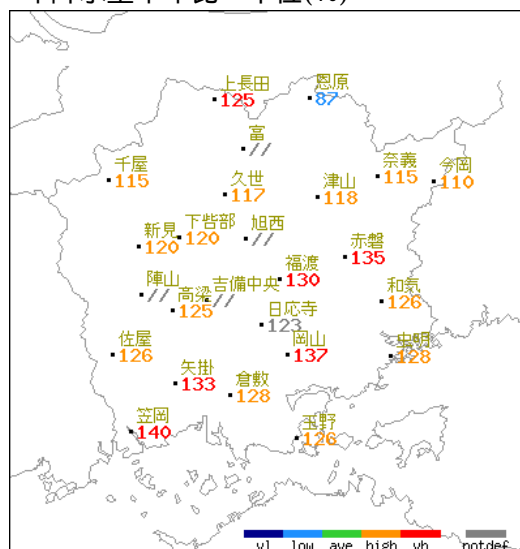 上長田
125
恩原
87
富
//
千屋
115
久世
117
津山
118
奈義
115
今岡
110
新見
120
下呰部
120
旭西
//
赤磐
135
福渡
130
陣山
//
高梁
125
吉備中央
//
和気
126
日応寺
123
佐屋
126
岡山
137
虫明
128
矢掛
133
倉敷
128
笠岡
140
玉野
126
vl low ave high vh notdef